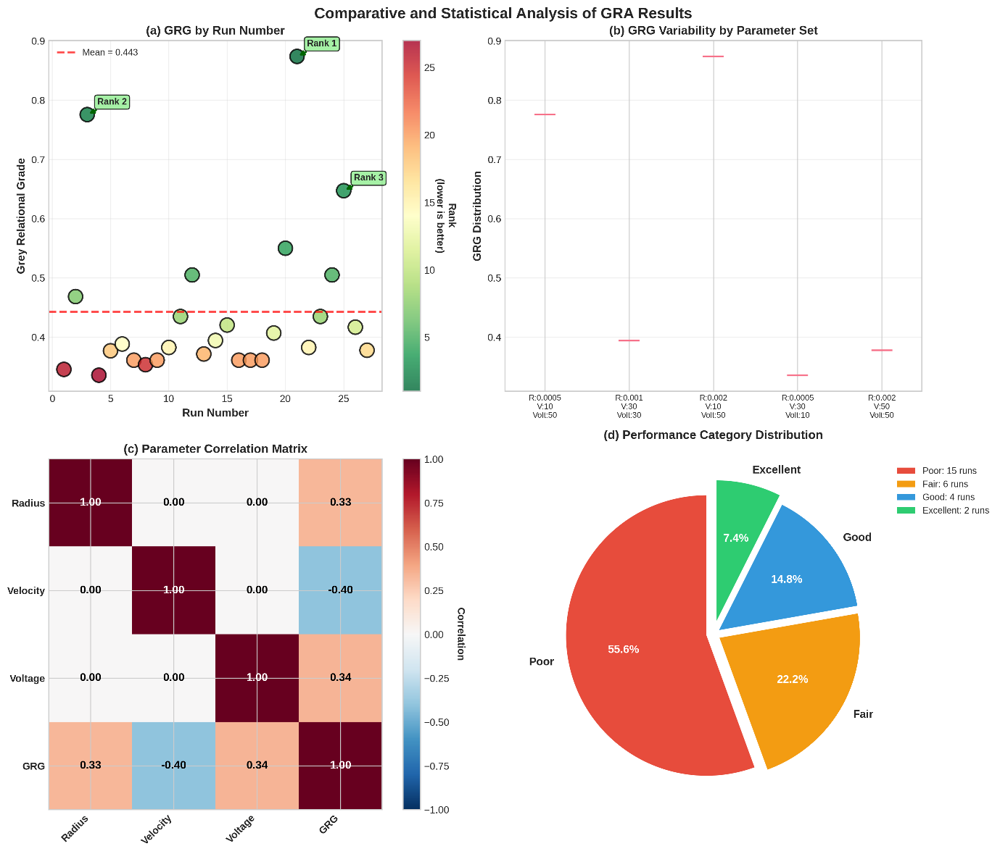 Comparative and Statistical Analysis of GRA Results
(a) GRG by Run Number
Grey Relational Grade
0.9
0.8
0.7
0.6
0.5
0.4
Mean = 0.443
Rank 1
Rank 2
Rank 3
0
5
10
15
20
25
Run Number
25
20
15
10
5
Rank
(lower is better)
(b) GRG Variability by Parameter Set
GRG Distribution
0.9
0.8
0.7
0.6
0.5
0.4
R:0.0005
V:10
Volt:50
R:0.001
V:30
Volt:30
R:0.002
V:10
Volt:50
R:0.0005
V:30
Volt:10
R:0.002
V:50
Volt:50
(c) Parameter Correlation Matrix
Radius
1.00
0.00
0.00
0.33
Velocity
0.00
1.00
0.00
-0.40
Voltage
0.00
0.00
1.00
0.34
GRG
0.33
-0.40
0.34
1.00
Radius
Velocity
Voltage
GRG
1.00
0.75
0.50
0.25
0.00
−0.25
−0.50
−0.75
−1.00
Correlation
(d) Performance Category Distribution
Excellent
Good
Fair
Poor
7.4%
14.8%
22.2%
55.6%
Poor: 15 runs
Fair: 6 runs
Good: 4 runs
Excellent: 2 runs